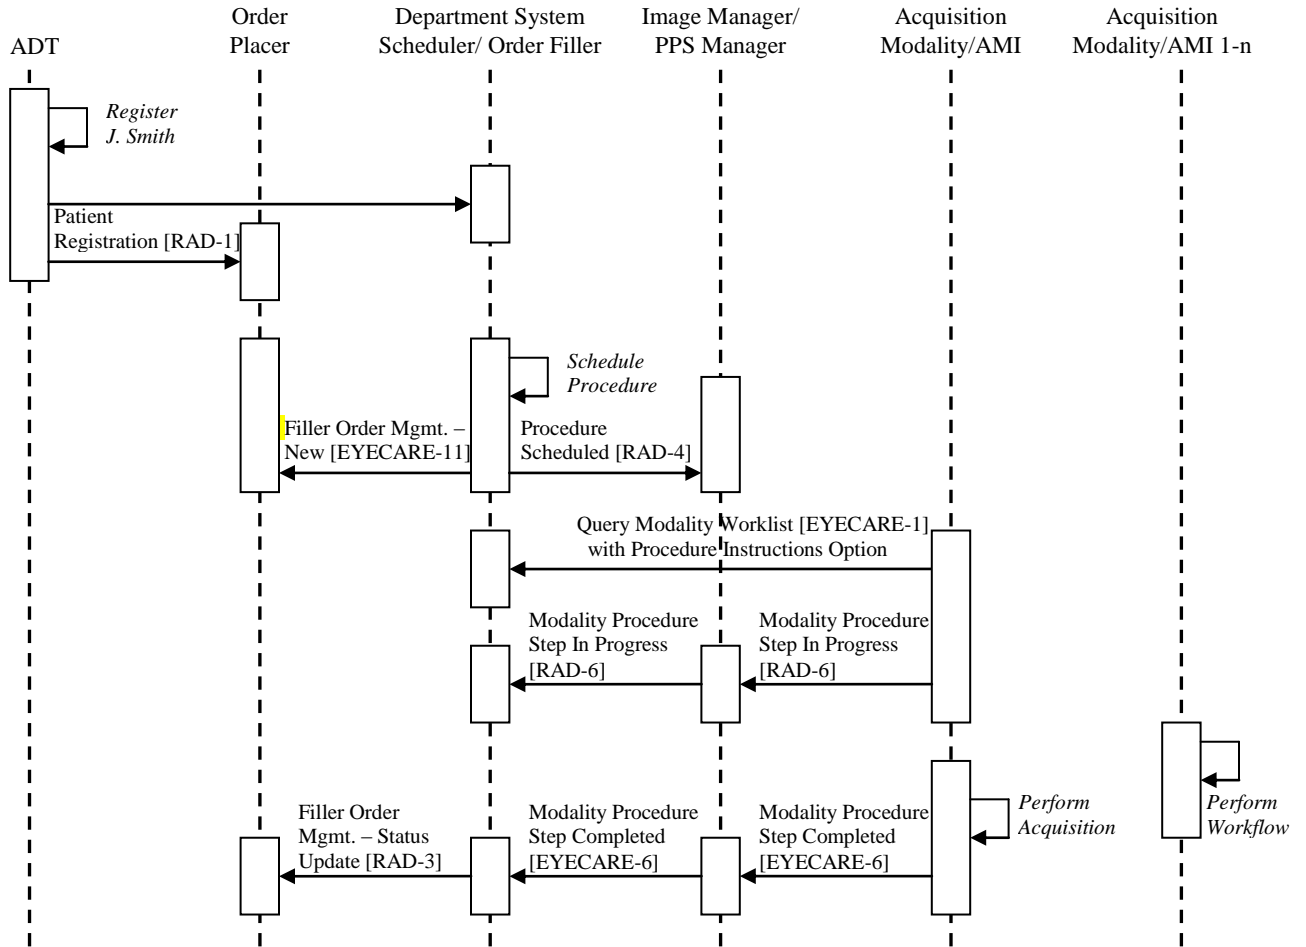 ADT
Order
Placer
Department System
Scheduler/ Order Filler
Image Manager/
PPS Manager
Acquisition
Modality/AMI
Acquisition
Modality/AMI 1-n
Register
J. Smith
Patient
Registration [RAD-1]
Schedule
Procedure
Filler Order Mgmt. –
New [EYECARE-11]
Procedure
Scheduled [RAD-4]
Query Modality Worklist [EYECARE-1]
with Procedure Instructions Option
Modality Procedure
Step In Progress
[RAD-6]
Modality Procedure
Step In Progress
[RAD-6]
Filler Order
Mgmt. – Status
Update [RAD-3]
Modality Procedure
Step Completed
[EYECARE-6]
Modality Procedure
Step Completed
[EYECARE-6]
Perform
Acquisition
Perform
Workflow